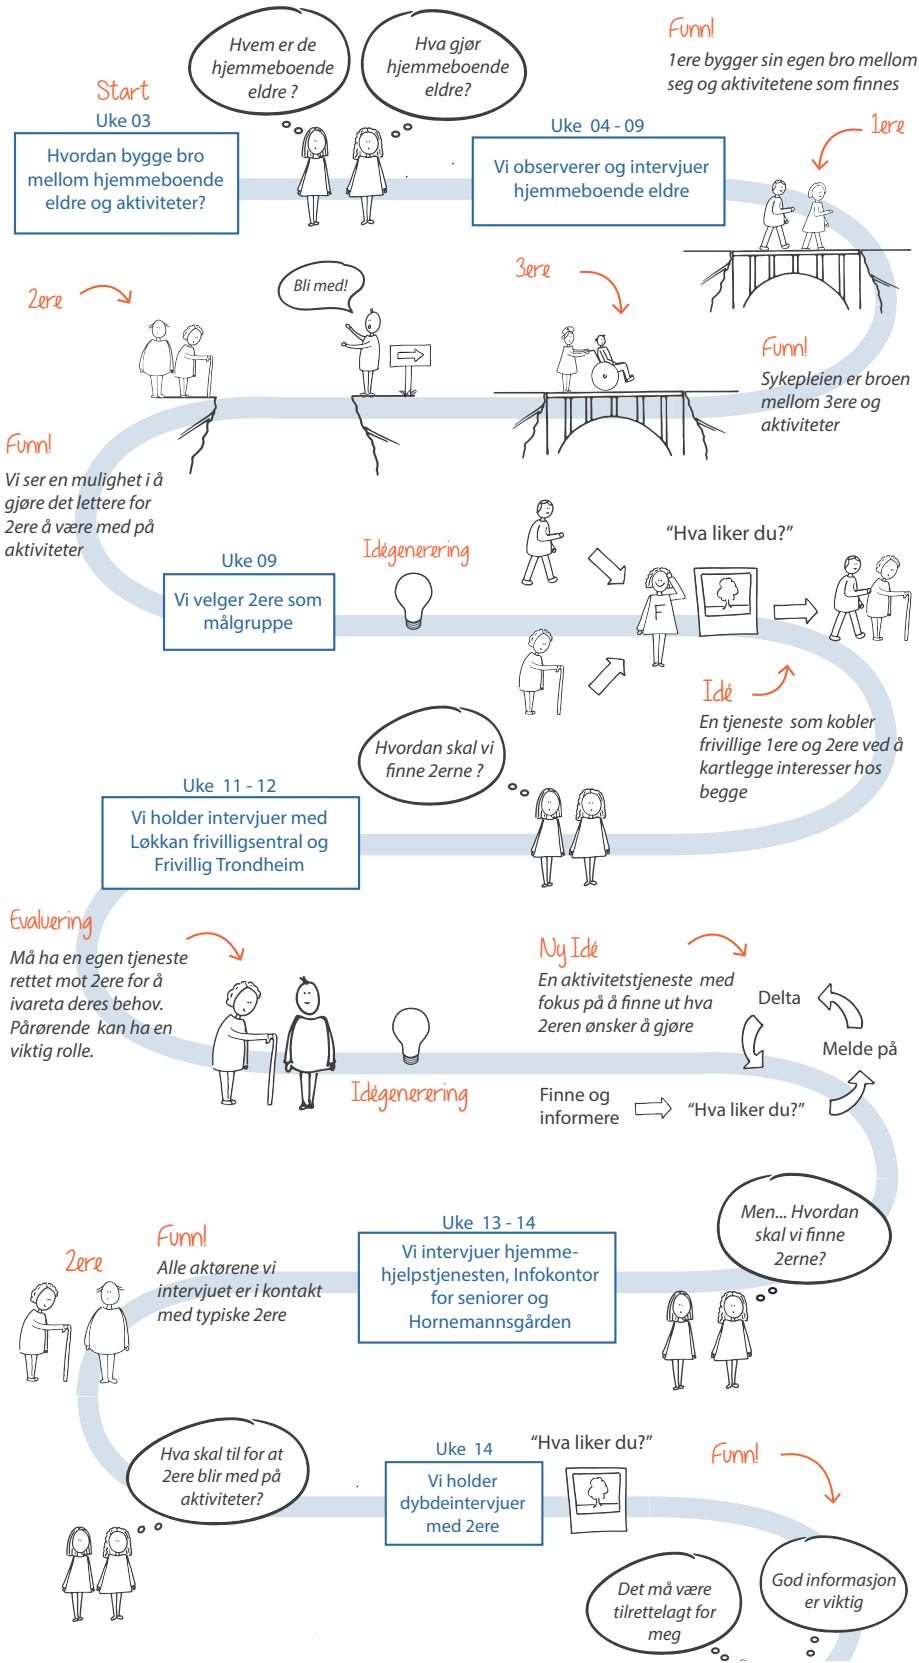 Hvem er de
hjemmeboende
eldre ?
Hva gjør
hjemmeboende
eldre?
Funn!
1ere bygger sin egen bro mellom
seg og aktivitetene som finnes
Start
Uke 03
Hvordan bygge bro
mellom hjemmeboende
eldre og aktiviteter?
Uke 04 - 09
Vi observerer og intervjuer
hjemmeboende eldre
1ere
2ere
Bli med!
3ere
Funn!
Sykepleien er broen
mellom 3ere og
aktiviteter
Funn!
Vi ser en mulighet i å
gjøre det lettere for
2ere å være med på
aktiviteter
Uke 09
Vi velger 2ere som
målgruppe
Idégenerering
"Hva liker du?"
F
Idé
En tjeneste som kobler
frivillige 1ere og 2ere ved å
kartlegge interesser hos
begge
Hvordan skal vi
finne 2erne ?
Uke 11 - 12
Vi holder intervjuer med
Løkkan frivilligsentral og
Frivillig Trondheim
Evaluering
Må ha en egen tjeneste
rettet mot 2ere for å
ivareta deres behov.
Pårørende kan ha en
viktig rolle.
Idégenerering
Ny Idé
En aktivitetstjeneste med
fokus på å finne ut hva
2eren ønsker å gjøre
Delta
Melde på
Finne og
informere
"Hva liker du?"
Men... Hvordan
skal vi finne
2erne?
Uke 13 - 14
Vi intervjuer hjemme-
hjelpstjenesten, Infokontor
for seniorer og
Hornemannsgården
Funn!
Alle aktørene vi
intervjuet er i kontakt
med typiske 2ere
2ere
Hva skal til for at
2ere blir med på
aktiviteter?
Uke 14
Vi holder
dybdeintervjuer
med 2ere
"Hva liker du?"
Funn!
Det må være
tilrettelagt for
meg
God informasjon
er viktig